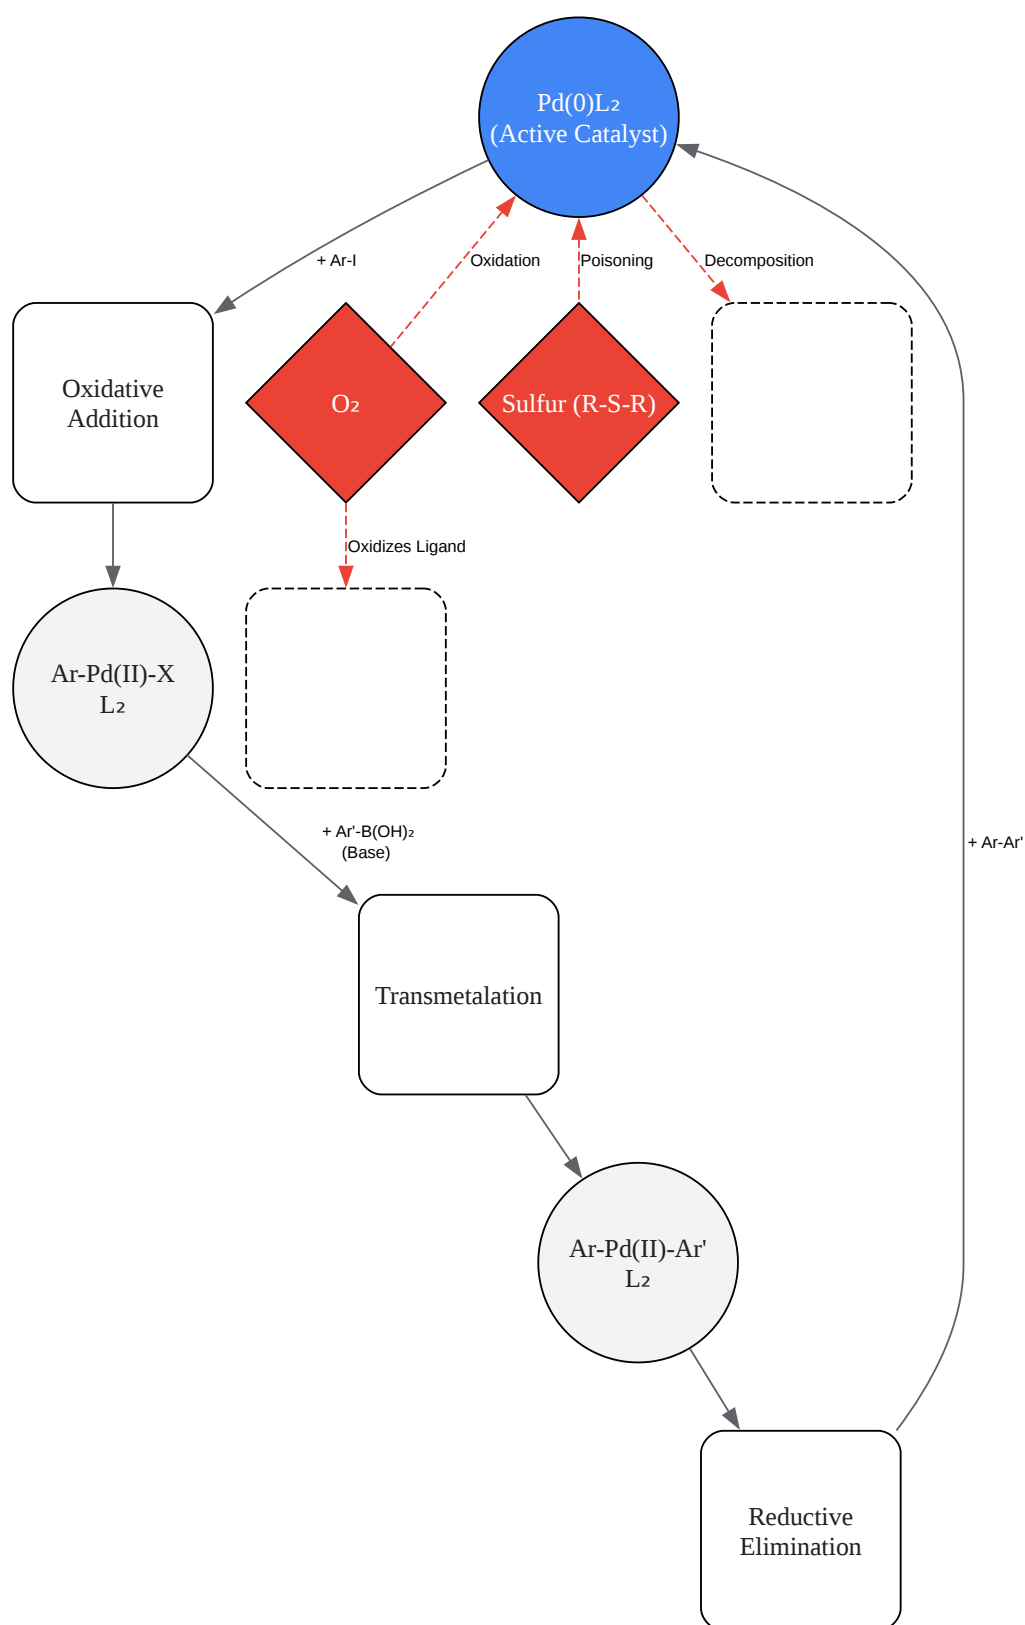 Pd(0)L₂
(Active Catalyst)
+ Ar-I
Oxidation
Poisoning
Decomposition
Oxidative
Addition
O₂
Sulfur (R-S-R)
Oxidizes Ligand
Ar-Pd(II)-X
L₂
+ Ar'-B(OH)₂
(Base)
+ Ar-Ar'
Transmetalation
Ar-Pd(II)-Ar'
L₂
Reductive
Elimination